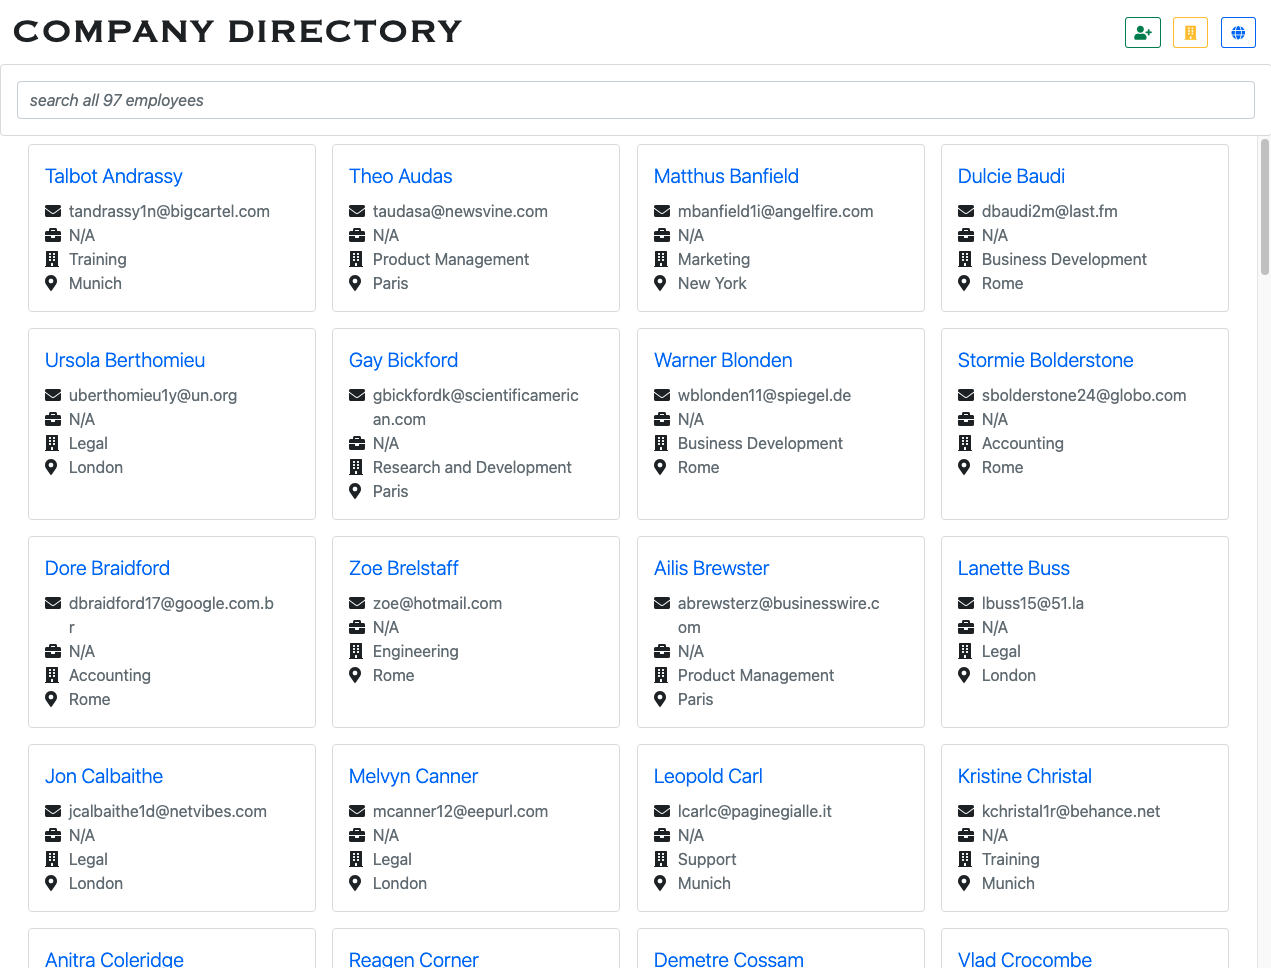 COMPANY DIRECTORY
search all 97 employees
Talbot Andrassy
tandrassy1n@bigcartel.com
N/A
Training
Munich
Theo Audas
taudasa@newsvine.com
N/A
Product Management
Paris
Matthus Banfield
mbanfield1i@angelfire.com
N/A
Marketing
New York
Dulcie Baudi
dbaudi2m@last.fm
N/A
Business Development
Rome
Ursola Berthomieu
uberthomieu1y@un.org
N/A
Legal
London
Gay Bickford
gbickfordk@scientificameric
an.com
N/A
Research and Development
Paris
Warner Blonden
wblonden11@spiegel.de
N/A
Business Development
Rome
Stormie Bolderstone
sbolderstone24@globo.com
N/A
Accounting
Rome
Dore Braidford
dbraidford17@google.com.b
r
N/A
Accounting
Rome
Zoe Brelstaff
zoe@hotmail.com
N/A
Engineering
Rome
Ailis Brewster
abrewsterz@businesswire.c
om
N/A
Product Management
Paris
Lanette Buss
lbuss15@51.la
N/A
Legal
London
Jon Calbaithe
jcalbaithe1d@netvibes.com
N/A
Legal
London
Melvyn Canner
mcanner12@eepurl.com
N/A
Legal
London
Leopold Carl
lcarlc@paginegialle.it
N/A
Support
Munich
Kristine Christal
kchristal1r@behance.net
N/A
Training
Munich
Anitra Coleridge
Reagen Corner
Demetre Cossam
Vlad Crocombe